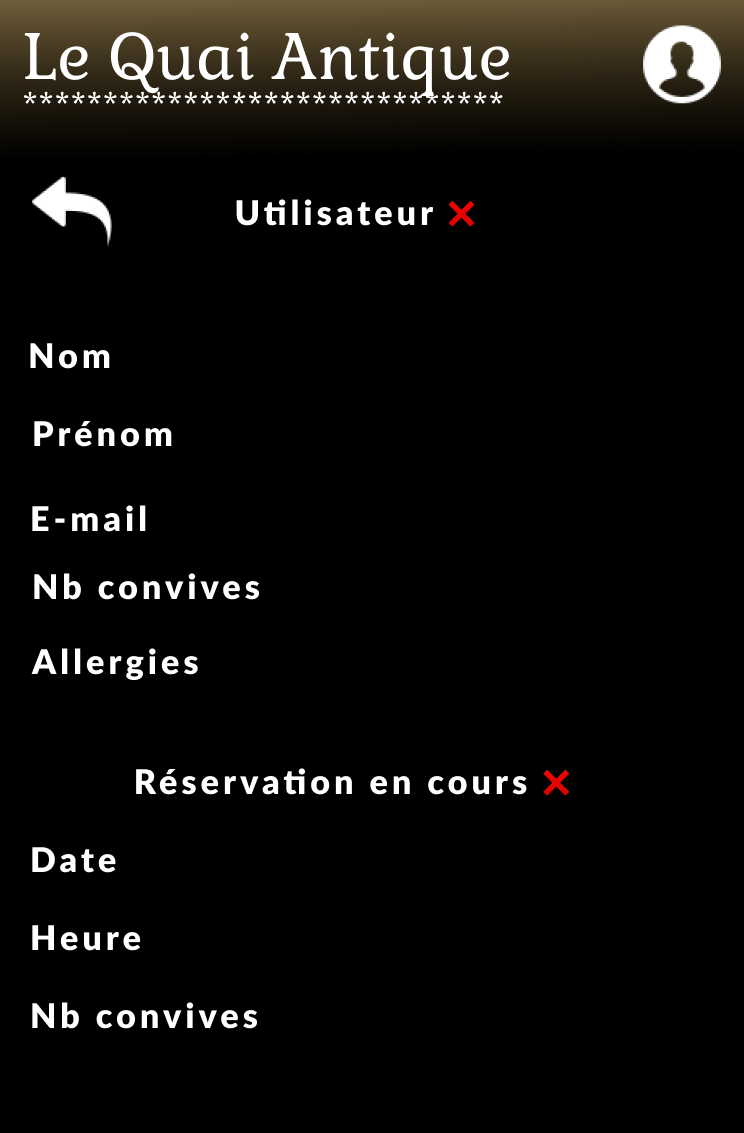 Le Quai Antique
******************************
Utilisateur ❌
Nom
Prénom
E-mail
Nb convives
Allergies
Réservation en cours ❌
Date
Heure
Nb convives